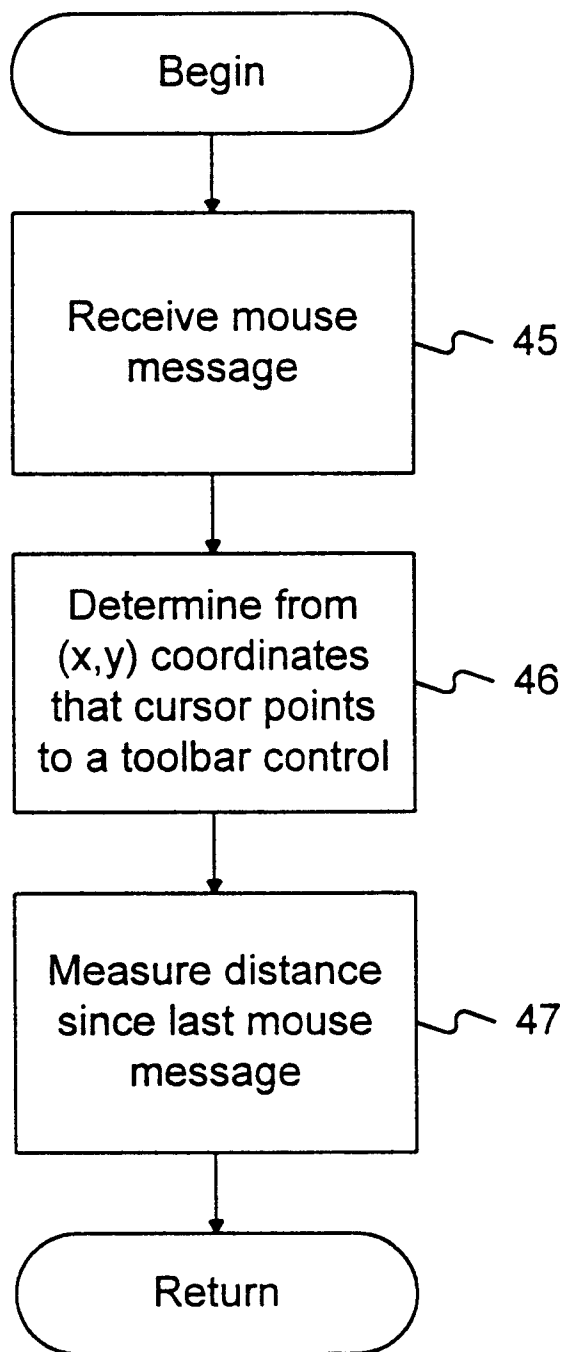 Begin
Receive mouse
message
45
Determine from
(x,y) coordinates
that cursor points
to a toolbar control
46
Measure distance
since last mouse
message
47
Return